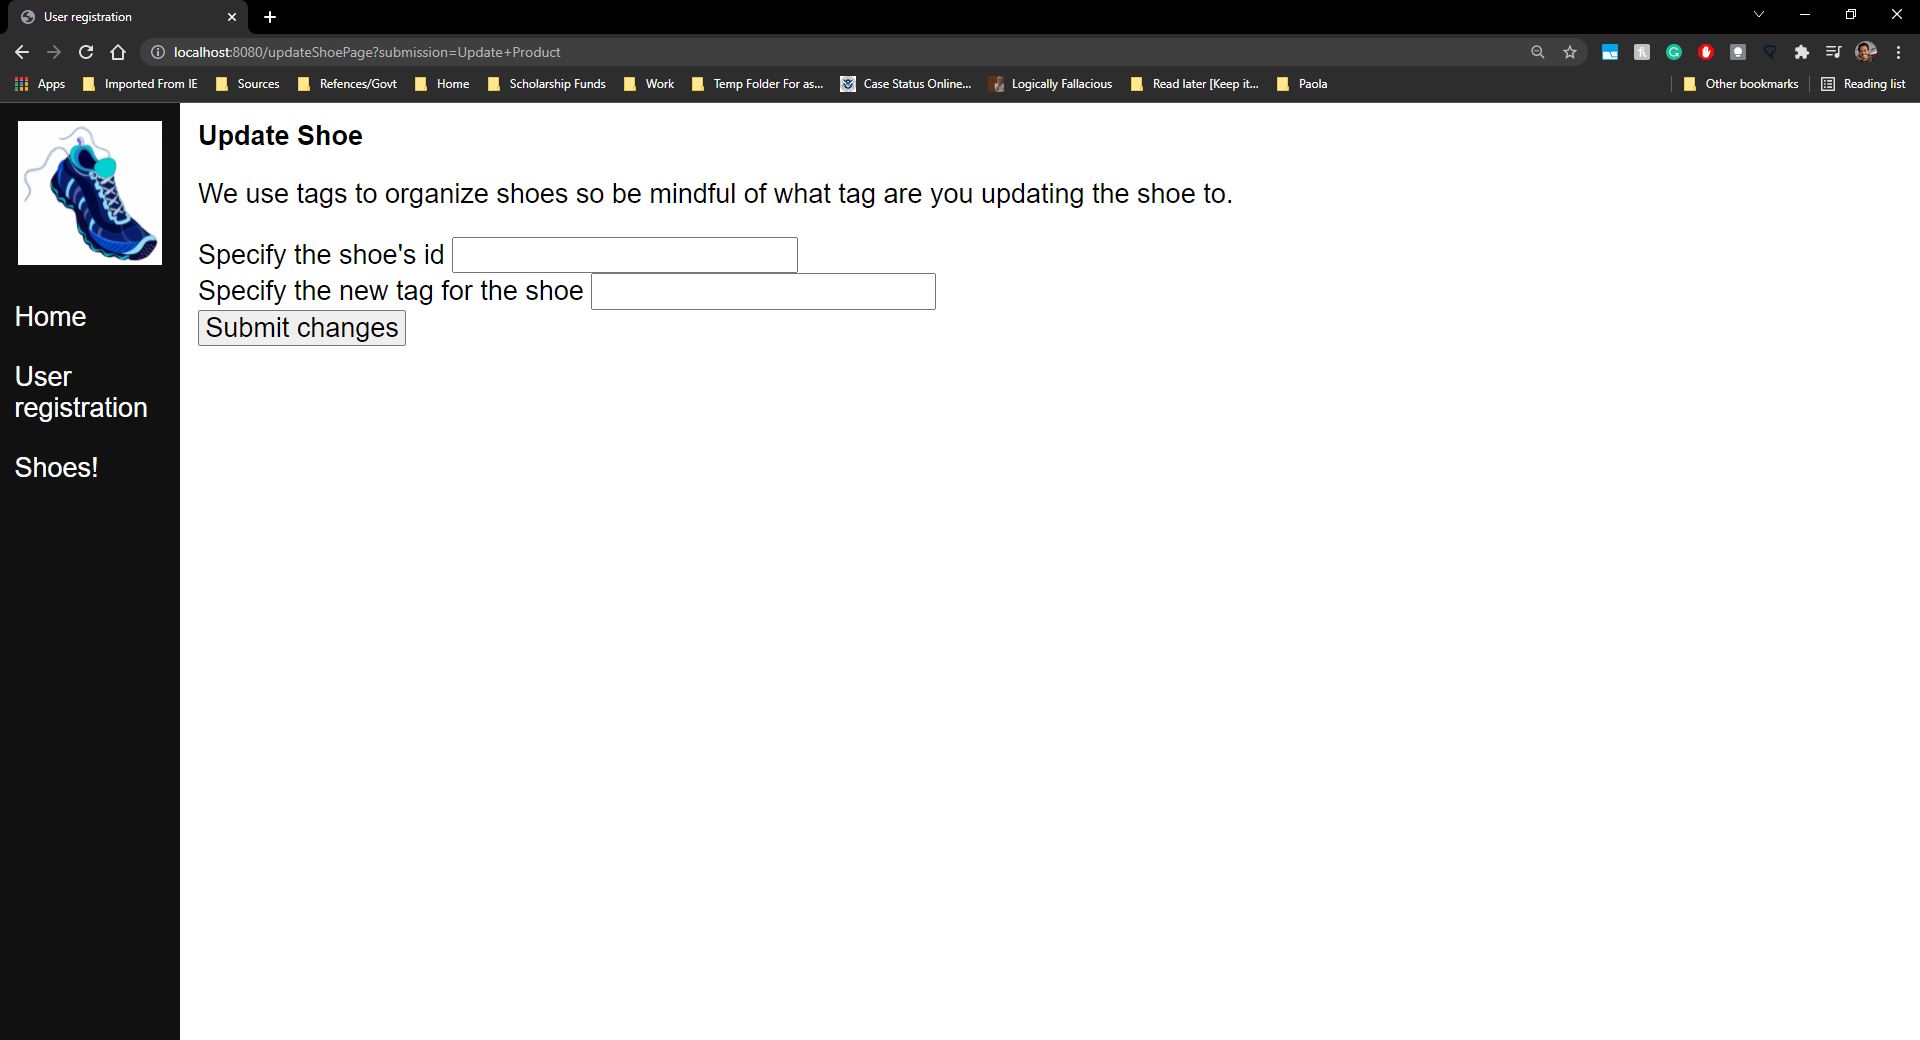 User registration
localhost:8080/updateShoePage?submission=Update+Product
Apps Imported From IE Sources Refences/Govt Home Scholarship Funds Work Temp Folder For as... Case Status Online... Logically Fallacious Read later [Keep it... Paola Other bookmarks Reading list
Update Shoe
We use tags to organize shoes so be mindful of what tag are you updating the shoe to.
Specify the shoe's id
Specify the new tag for the shoe
Submit changes
Home
User
registration
Shoes!